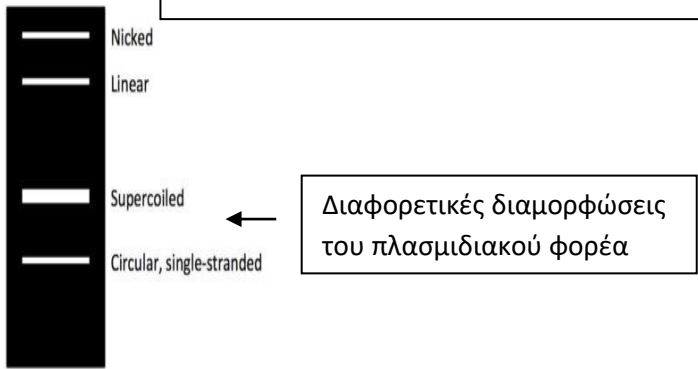 Nicked
Linear
Supercoiled
Circular, single-stranded
Διαφορετικές διαμορφώσεις
του πλασμιδιακού φορέα